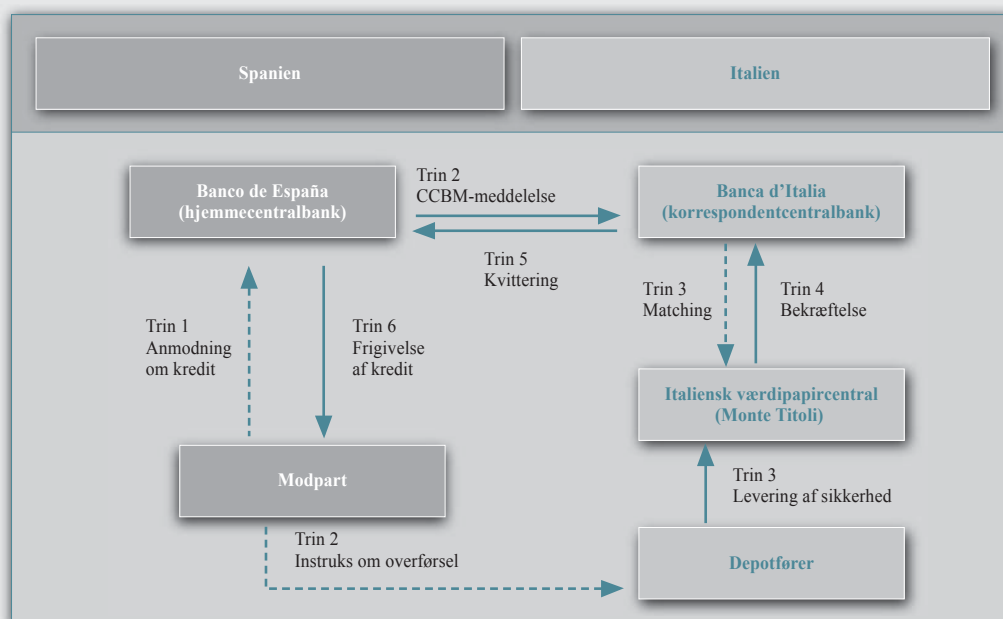 Spanien
Italien
Banco de España
(hjemmecentralbank)
Trin 2
CCBM-meddelelse
Banca d'Italia
(korrespondentcentralbank)
Trin 5
Kvittering
Trin 1
Anmodning
om kredit
Trin 6
Frigivelse
af kredit
Trin 3
Matching
Trin 4
Bekræftelse
Italiensk værdipapircentral
(Monte Titoli)
Modpart
Trin 3
Levering af sikkerhed
Trin 2
Instruks om overførsel
Depotfører